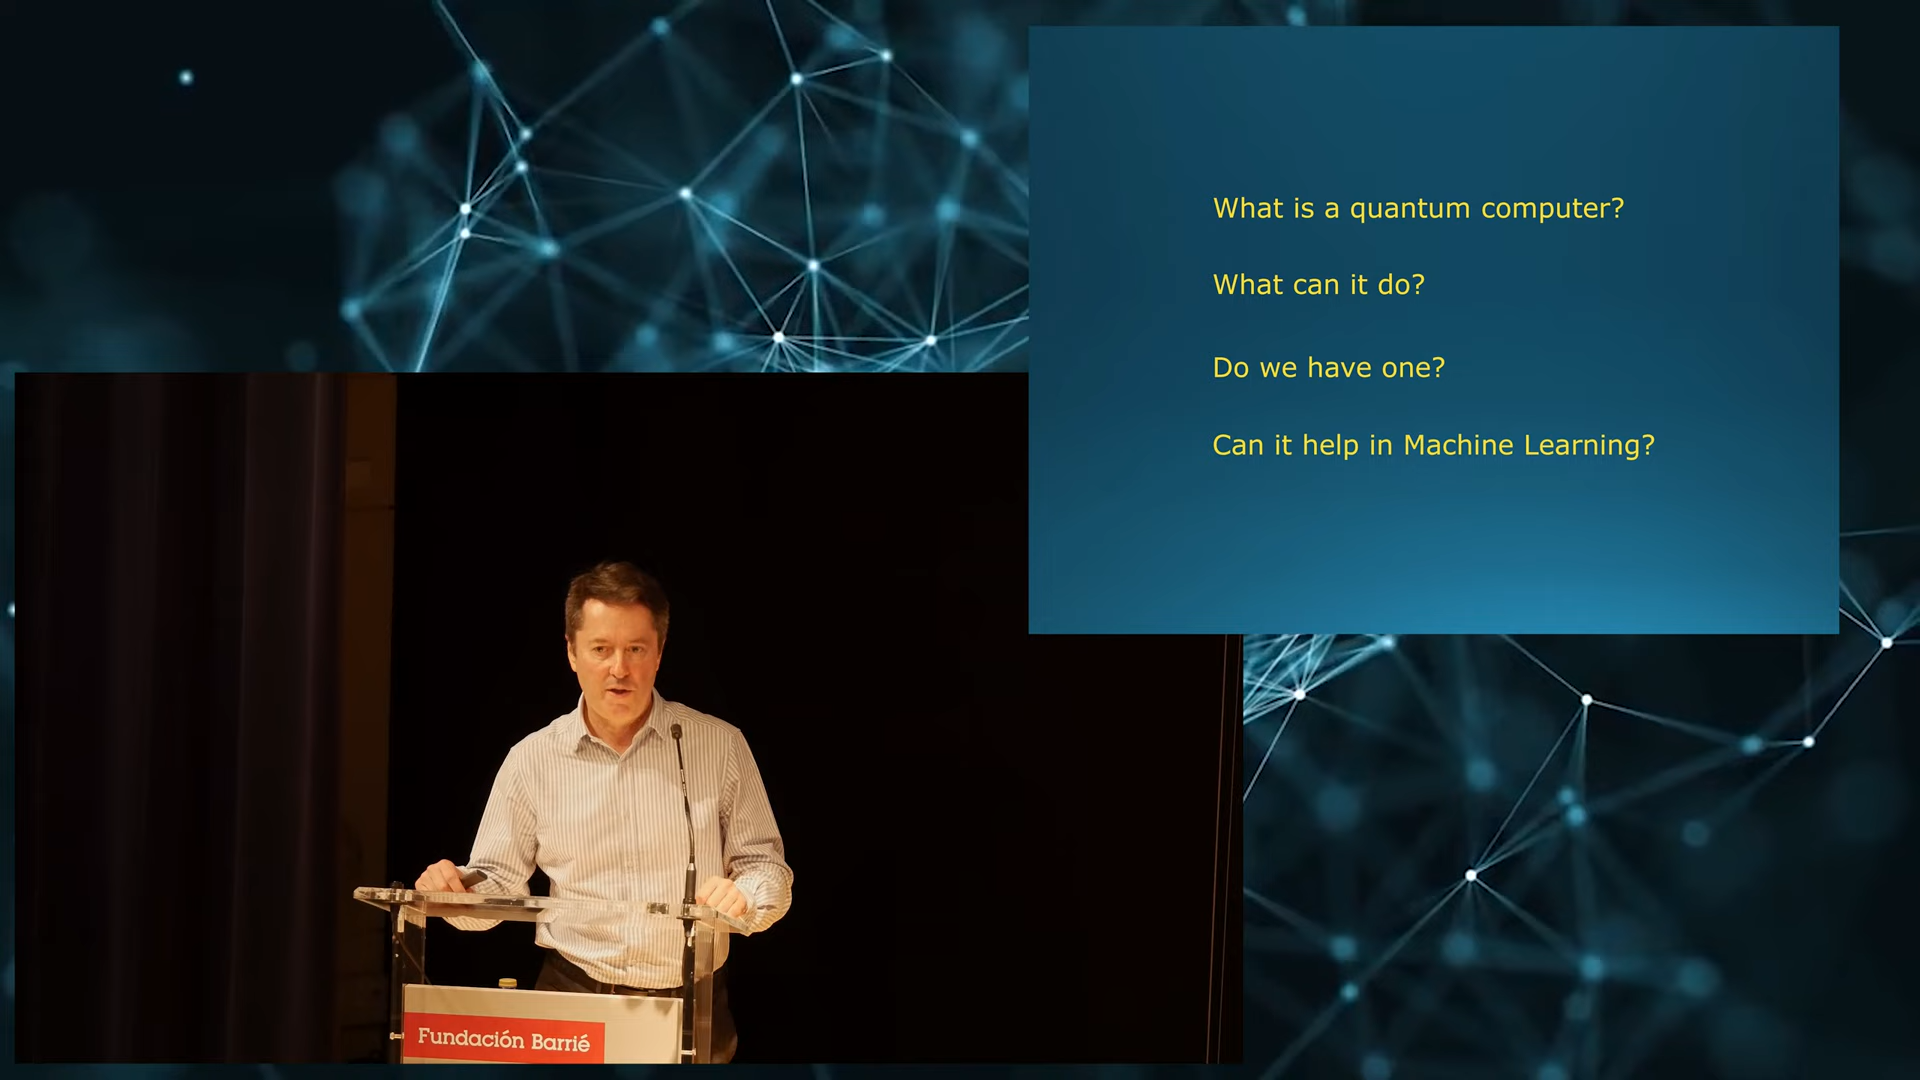 What is a quantum computer?
What can it do?
Do we have one?
Can it help in Machine Learning?
Fundación Barrié